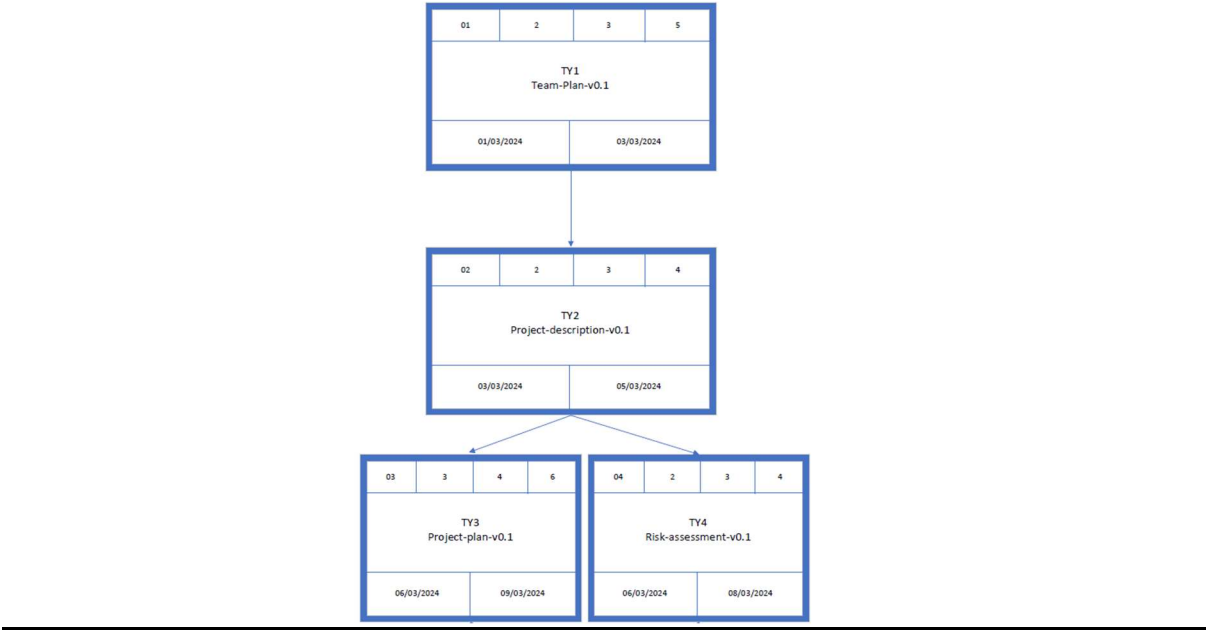 01 2 3 5
TY1
Team-Plan-v0.1
01/03/2024 03/03/2024
02 2 3 4
TY2
Project-description-v0.1
03/03/2024 05/03/2024
03 3 4 6
TY3
Project-plan-v0.1
06/03/2024 09/03/2024
04 2 3 4
TY4
Risk-assessment-v0.1
06/03/2024 08/03/2024